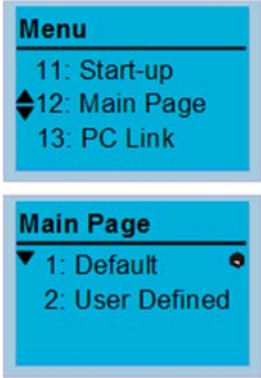 Menu
11: Start-up
12: Main Page
13: PC Link
Main Page
1: Default
2: User Defined